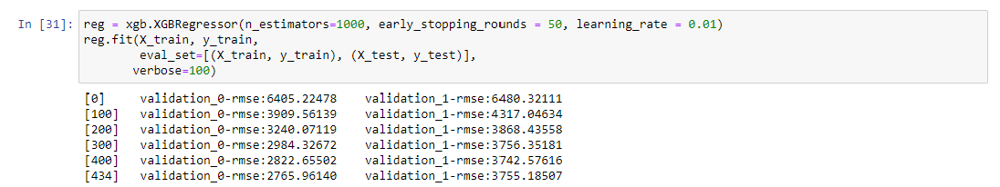 In [31]: reg = xgb.XGBRegressor(n_estimators=1000, early_stopping_rounds = 50, learning_rate = 0.01)
reg.fit(X_train, y_train,
        eval_set=[(X_train, y_train), (X_test, y_test)],
       verbose=100)
[0]     validation_0-rmse:6405.22478    validation_1-rmse:6480.32111
[100]   validation_0-rmse:3909.56139    validation_1-rmse:4317.04634
[200]   validation_0-rmse:3240.07119    validation_1-rmse:3868.43558
[300]   validation_0-rmse:2984.32672    validation_1-rmse:3756.35181
[400]   validation_0-rmse:2822.65502    validation_1-rmse:3742.57616
[434]   validation_0-rmse:2765.96140    validation_1-rmse:3755.18507